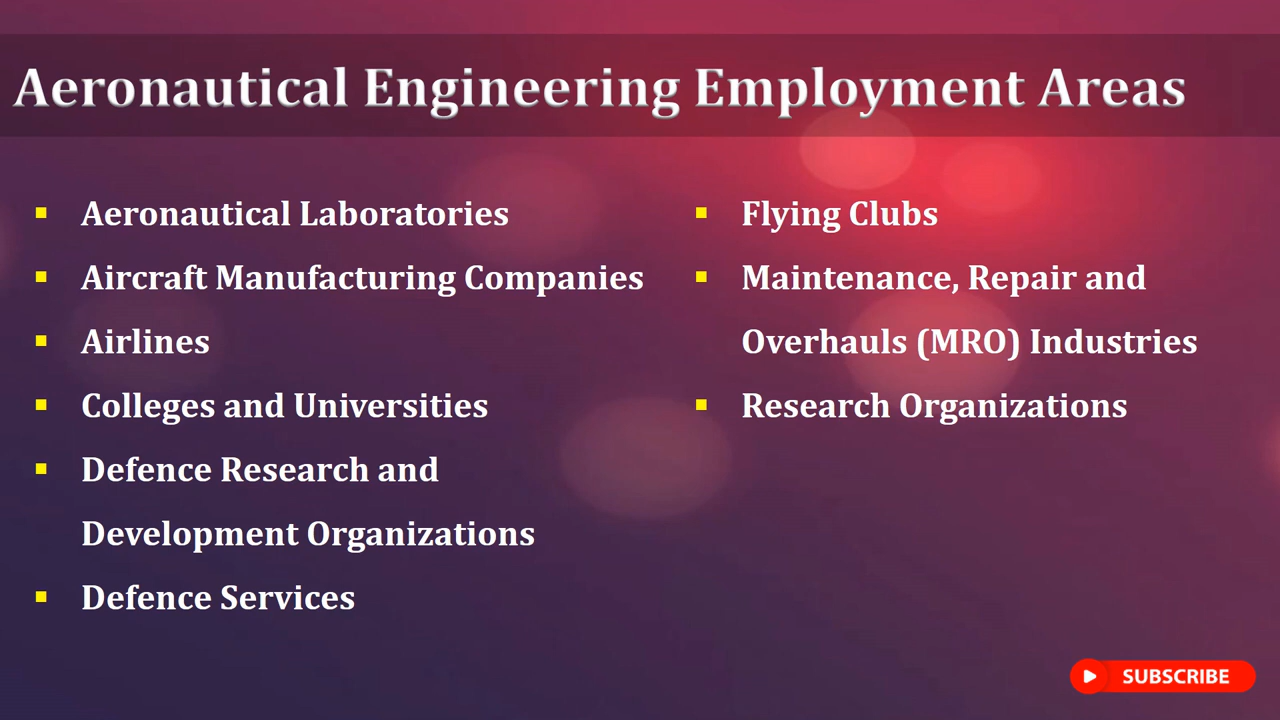 Aeronautical Engineering Employment Areas
Aeronautical Laboratories
Aircraft Manufacturing Companies
Airlines
Colleges and Universities
Defence Research and
Development Organizations
Defence Services
Flying Clubs
Maintenance, Repair and
Overhauls (MRO) Industries
Research Organizations
SUBSCRIBE